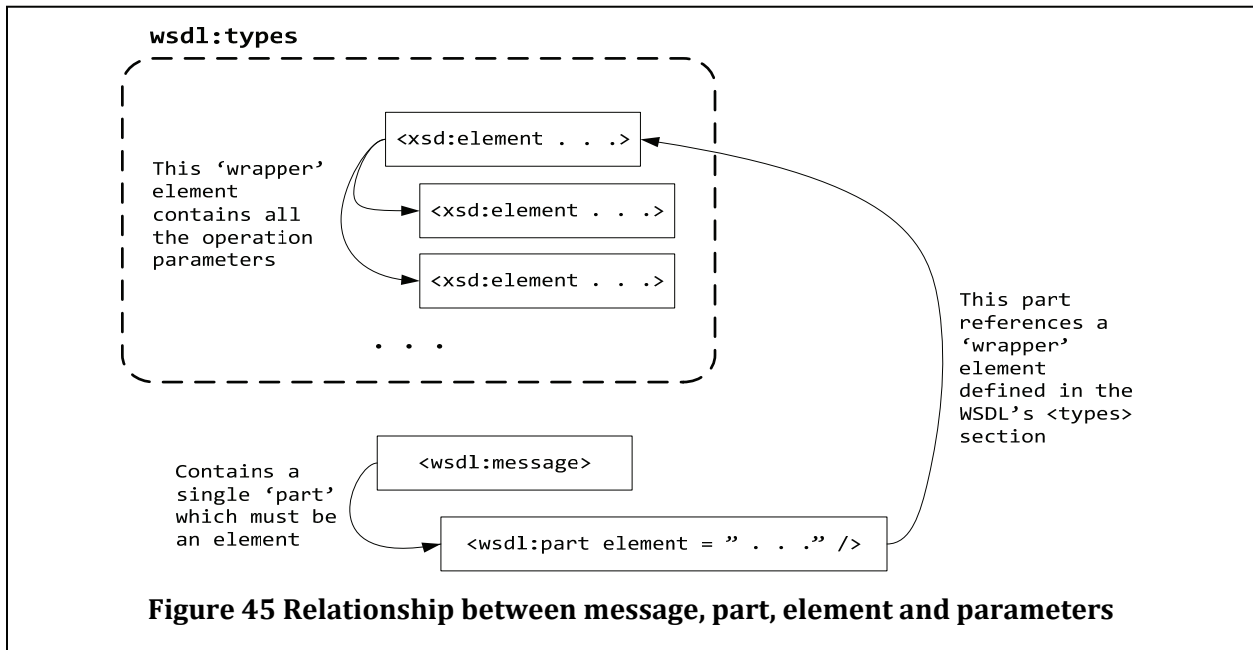 wsdl:types
<xsd:element . . .>
This ‘wrapper’
element
contains all
the operation
parameters
<xsd:element . . .>
<xsd:element . . .>
. . .
This part
references a
‘wrapper’
element
defined in the
WSDL’s <types>
section
<wsdl:message>
Contains a
single ‘part’
which must be
an element
<wsdl:part element = ” . . .” />
Figure 45 Relationship between message, part, element and parameters